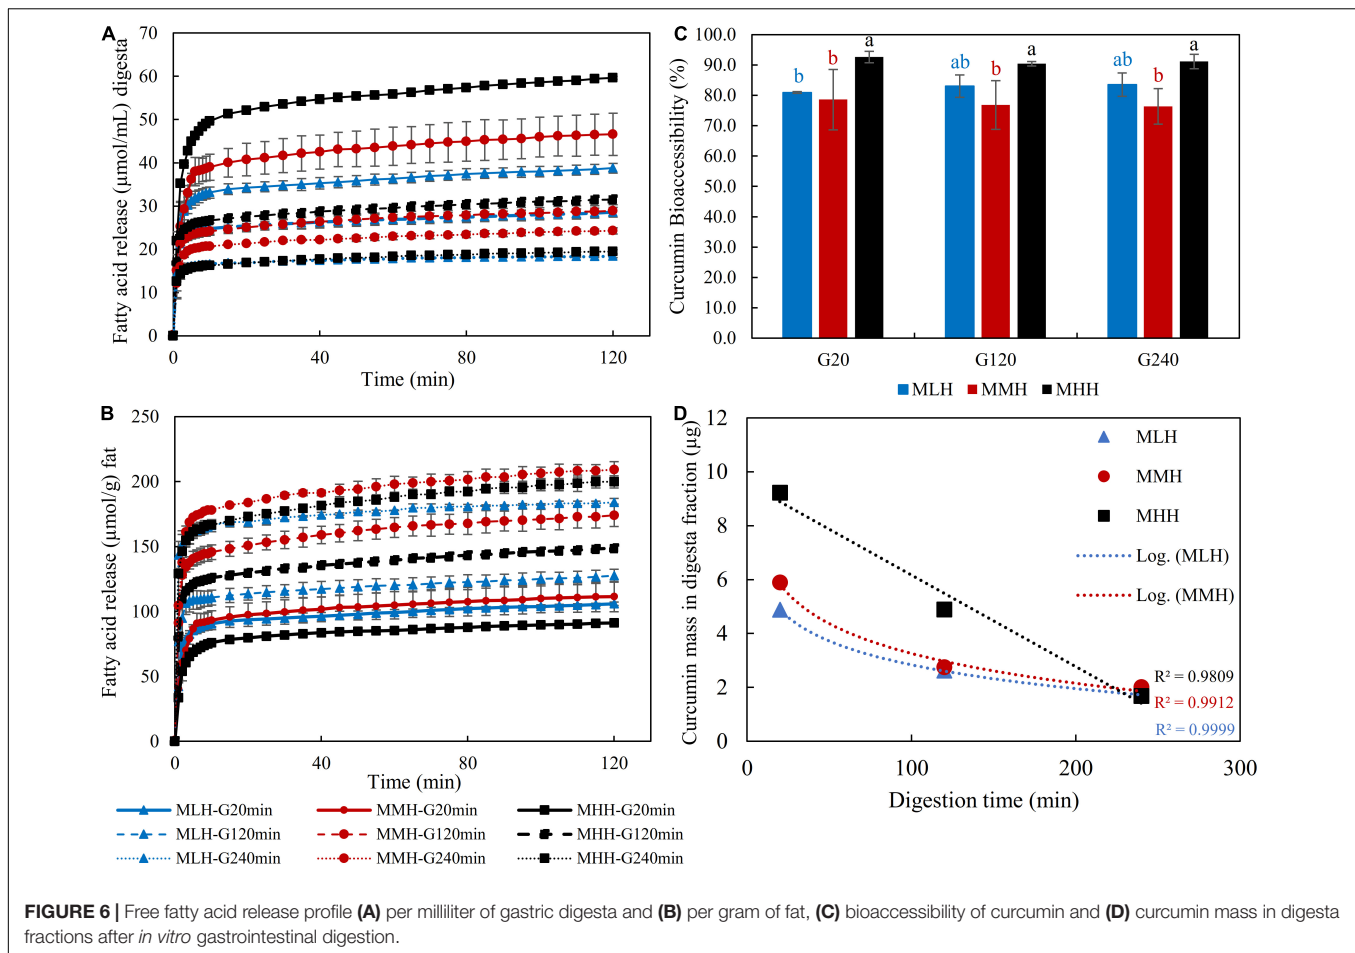 A
Fatty acid release (µmol/mL) digesta
70
60
50
40
30
20
10
0
0 40 80 120
Time (min)
C
Curcumin Bioaccessibility (%)
100.0
90.0
80.0
70.0
60.0
50.0
40.0
30.0
20.0
10.0
0.0
b b a
ab b a
ab b a
G20 G120 G240
MLH MMH MHH
B
Fatty acid release (µmol/g) fat
250
200
150
100
50
0
0 40 80 120
Time (min)
MLH-G20min MMH-G20min MHH-G20min
MLH-G120min MMH-G120min MHH-G120min
MLH-G240min MMH-G240min MHH-G240min
D
Curcumin mass in digesta fraction (µg)
12
10
8
6
4
2
0
0 100 200 300
Digestion time (min)
MLH
MMH
MHH
Log. (MLH)
Log. (MMH)
R² = 0.9809
R² = 0.9912
R² = 0.9999
FIGURE 6 | Free fatty acid release profile (A) per milliliter of gastric digesta and (B) per gram of fat, (C) bioaccessibility of curcumin and (D) curcumin mass in digesta
fractions after in vitro gastrointestinal digestion.